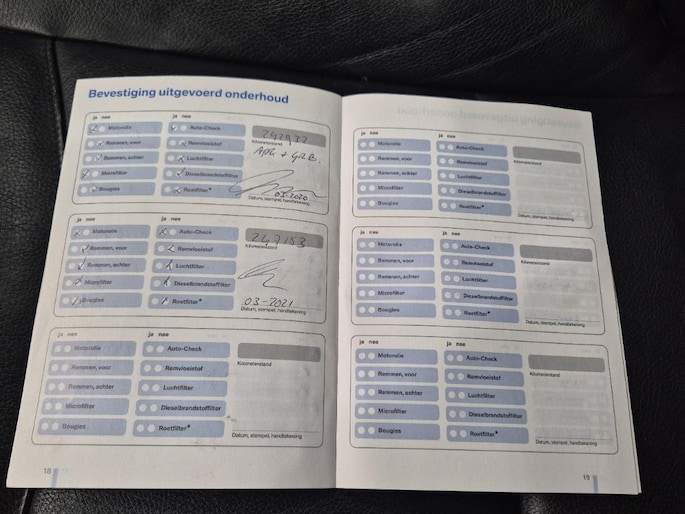 Bevestiging uitgevoerd onderhoud
ja nee ja nee
Motorolie Auto-Check 242932
Remmen, voor Remvloeistof Kilometerstand
Remmen, achter Luchtfilter APK +
Microfilter Dieselbrandstoffilter 03-2020
Bougies Roetfilter* Datum, stempel, handtekening
ja nee ja nee
Motorolie Auto-Check 247153
Remmen, voor Remvloeistof Kilometerstand
Remmen, achter Luchtfilter
Microfilter Dieselbrandstoffilter 03-2021
Bougies Roetfilter* Datum, stempel, handtekening
ja nee ja nee
Motorolie Auto-Check
Remmen, voor Remvloeistof Kilometerstand
Remmen, achter Luchtfilter
Microfilter Dieselbrandstoffilter
Bougies Roetfilter* Datum, stempel, handtekening
18
ja nee ja nee
Motorolie Auto-Check
Remmen, voor Remvloeistof Kilometerstand
Remmen, achter Luchtfilter
Microfilter Dieselbrandstoffilter
Bougies Roetfilter* Datum, stempel, handtekening
ja nee ja nee
Motorolie Auto-Check
Remmen, voor Remvloeistof Kilometerstand
Remmen, achter Luchtfilter
Microfilter Dieselbrandstoffilter
Bougies Roetfilter* Datum, stempel, handtekening
ja nee ja nee
Motorolie Auto-Check
Remmen, voor Remvloeistof Kilometerstand
Remmen, achter Luchtfilter
Microfilter Dieselbrandstoffilter
Bougies Roetfilter* Datum, stempel, handtekening
19